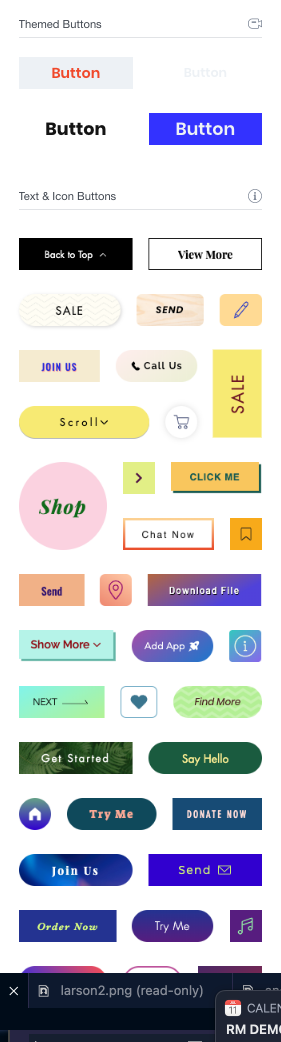 Themed Buttons
Button
Button
Button
Button
Text & Icon Buttons
Back to Top
View More
SALE
SEND
JOIN US
Call Us
SALE
Scroll
Shop
CLICK ME
Chat Now
Send
Download File
Show More
Add App
NEXT
Find More
Get Started
Say Hello
Try Me
DONATE NOW
Join Us
Send
Order Now
Try Me
larson2.png (read-only)
11
CALEN
RM DEMO